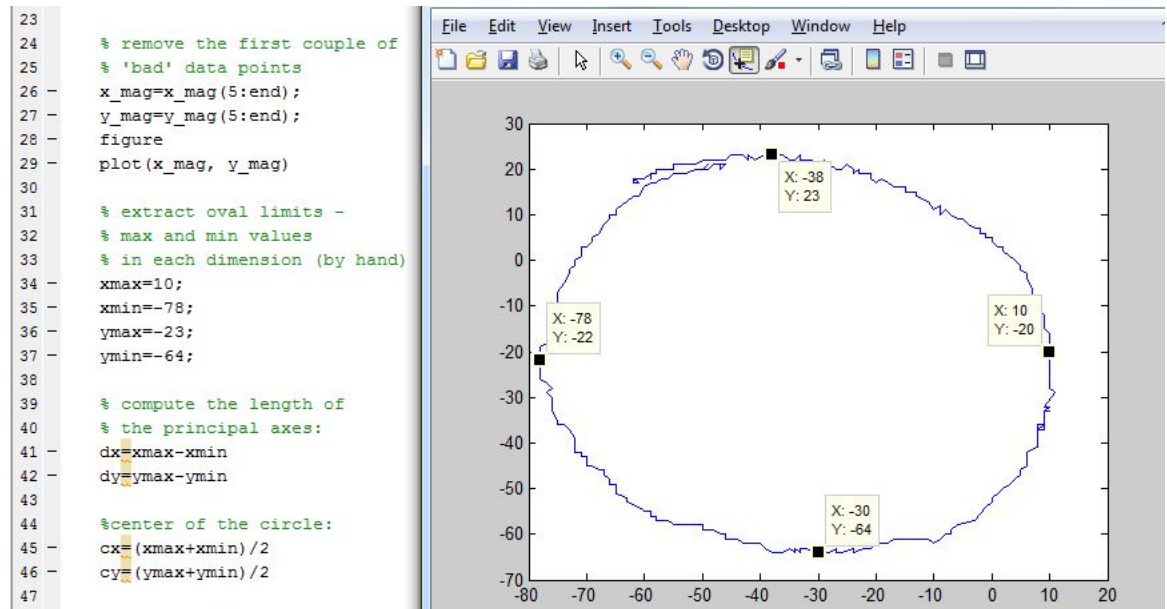 23
24 % remove the first couple of
25 % 'bad' data points
26 – x_mag=x_mag(5:end);
27 – y_mag=y_mag(5:end);
28 – figure
29 – plot(x_mag, y_mag)
30
31 % extract oval limits –
32 % max and min values
33 % in each dimension (by hand)
34 – xmax=10;
35 – xmin=-78;
36 – ymax=-23;
37 – ymin=-64;
38
39 % compute the length of
40 % the principal axes:
41 – dx=xmax-xmin
42 – dy=ymax-ymin
43
44 %center of the circle:
45 – cx=(xmax+xmin)/2
46 – cy=(ymax+ymin)/2
47
File Edit View Insert Tools Desktop Window Help
30
20
10
0
-10
-20
-30
-40
-50
-60
-70
X: -38
Y: 23
X: -78
Y: -22
X: 10
Y: -20
X: -30
Y: -64
-80 -70 -60 -50 -40 -30 -20 -10 0 10 20